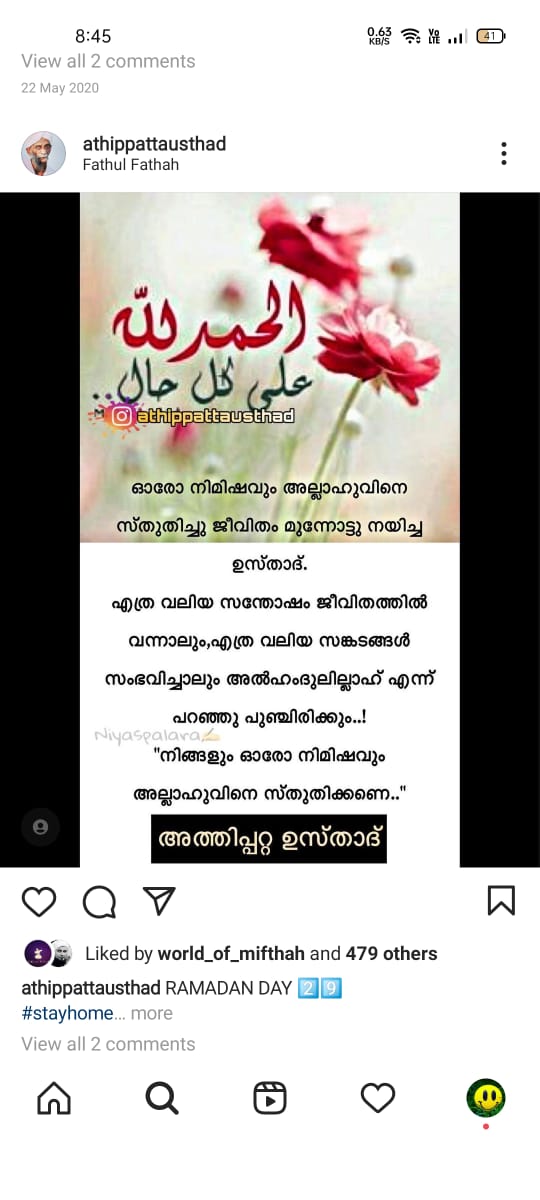 8:45
0.63
KB/S
Vo
LTE
41
View all 2 comments
22 May 2020
athippattausthad
Fathul Fathah
الحمد لله
على كل حال..
athippattausthad
ഓരോ നിമിഷവും അല്ലാഹുവിനെ
സ്തുതിച്ചു ജീവിതം മുന്നോട്ടു നയിച്ച
ഉസ്താദ്.
എത്ര വലിയ സന്തോഷം ജീവിതത്തിൽ
വന്നാലും,എത്ര വലിയ സങ്കടങ്ങൾ
സംഭവിച്ചാലും അൽഹംദുലില്ലാഹ് എന്ന്
പറഞ്ഞു പുഞ്ചിരിക്കും..!
Niyaspalara✍🏻
"നിങ്ങളും ഓരോ നിമിഷവും
അല്ലാഹുവിനെ സ്തുതിക്കണെ.."
അത്തിപ്പറ്റ ഉസ്താദ്
Liked by world_of_mifthah and 479 others
athippattausthad RAMADAN DAY 2️⃣9️⃣
#stayhome... more
View all 2 comments